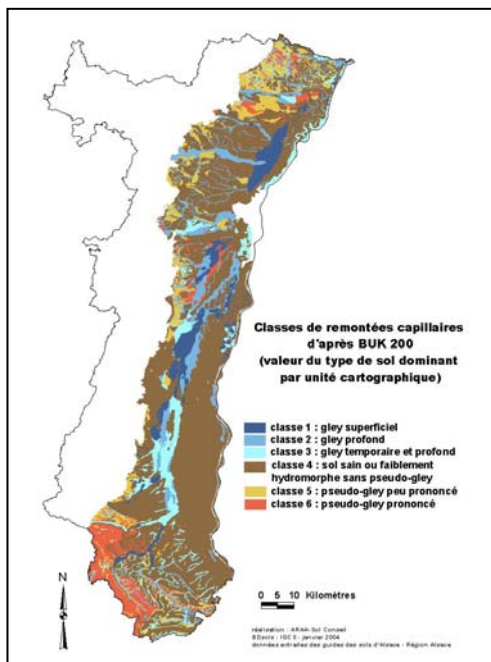 Classes de remontées capillaires
d'après BUK 200
(valeur du type de sol dominant
par unité cartographique)
classe 1 : gley superficiel
classe 2 : gley profond
classe 3 : gley temporaire et profond
classe 4 : sol sain ou faiblement
hydromorphe sans pseudo-gley
classe 5 : pseudo-gley peu prononcé
classe 6 : pseudo-gley prononcé
N
0 5 10 Kilomètres
réalisation : ARAA-Sol Conseil
données extraites des guides des sols d'Alsace - Région Alsace